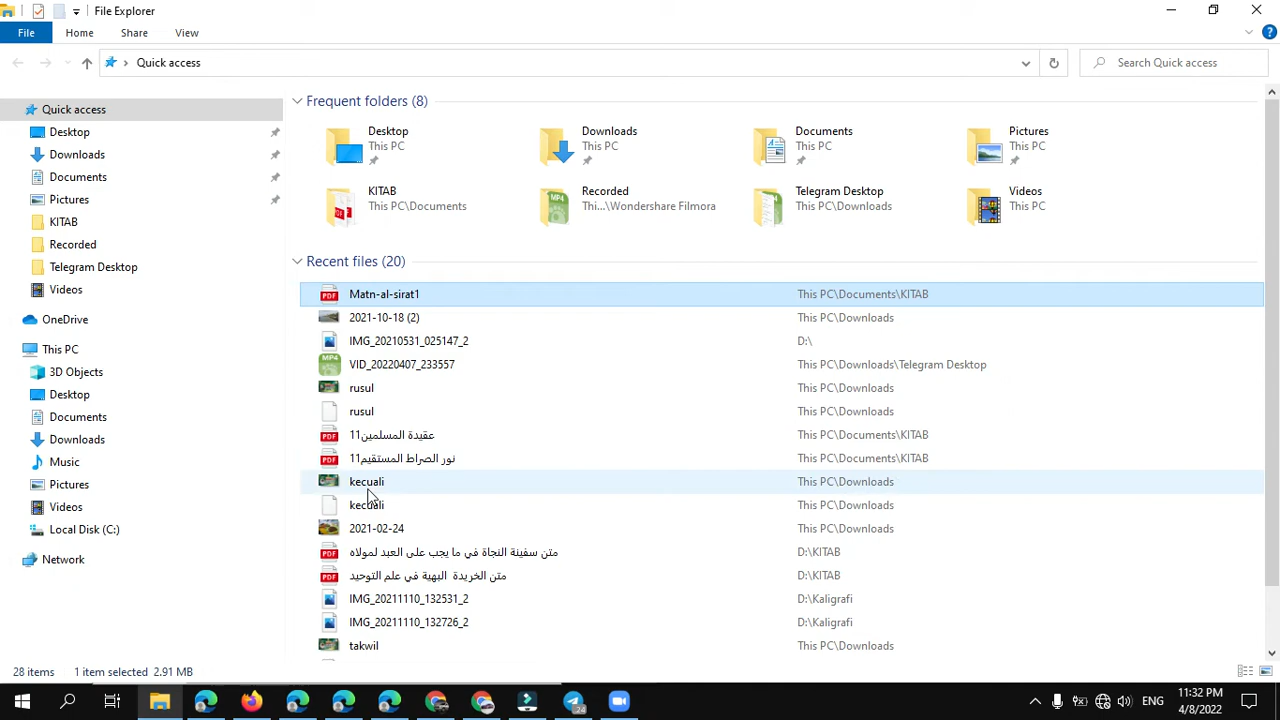 File Explorer
File
Home
Share
View
Quick access
Search Quick access
Quick access
Desktop
Downloads
Documents
Pictures
KITAB
Recorded
Telegram Desktop
Videos
OneDrive
This PC
3D Objects
Desktop
Documents
Downloads
Music
Pictures
Videos
Local Disk (C:)
Network
Frequent folders (8)
Desktop
This PC
Downloads
This PC
Documents
This PC
Pictures
This PC
KITAB
This PC\Documents
Recorded
Thi...\Wondershare Filmora
Telegram Desktop
This PC\Downloads
Videos
This PC
Recent files (20)
Matn-al-sirat1 This PC\Documents\KITAB
2021-10-18 (2) This PC\Downloads
IMG_20210531_025147_2 D:\
VID_20220407_233557 This PC\Downloads\Telegram Desktop
rusul This PC\Downloads
rusul This PC\Downloads
عقيدة المسلمين11 This PC\Documents\KITAB
نور الصراط المستقيم11 This PC\Documents\KITAB
kecuali This PC\Downloads
kecuali This PC\Downloads
2021-02-24 This PC\Downloads
متن سفينة النجاة في ما يجب على العبد لمولاه D:\KITAB
متن الخريدة البهية في علم التوحيد D:\KITAB
IMG_20211110_132531_2 D:\Kaligrafi
IMG_20211110_132726_2 D:\Kaligrafi
takwil This PC\Downloads
28 items 1 item selected 2.91 MB
24
ENG
11:32 PM
4/8/2022